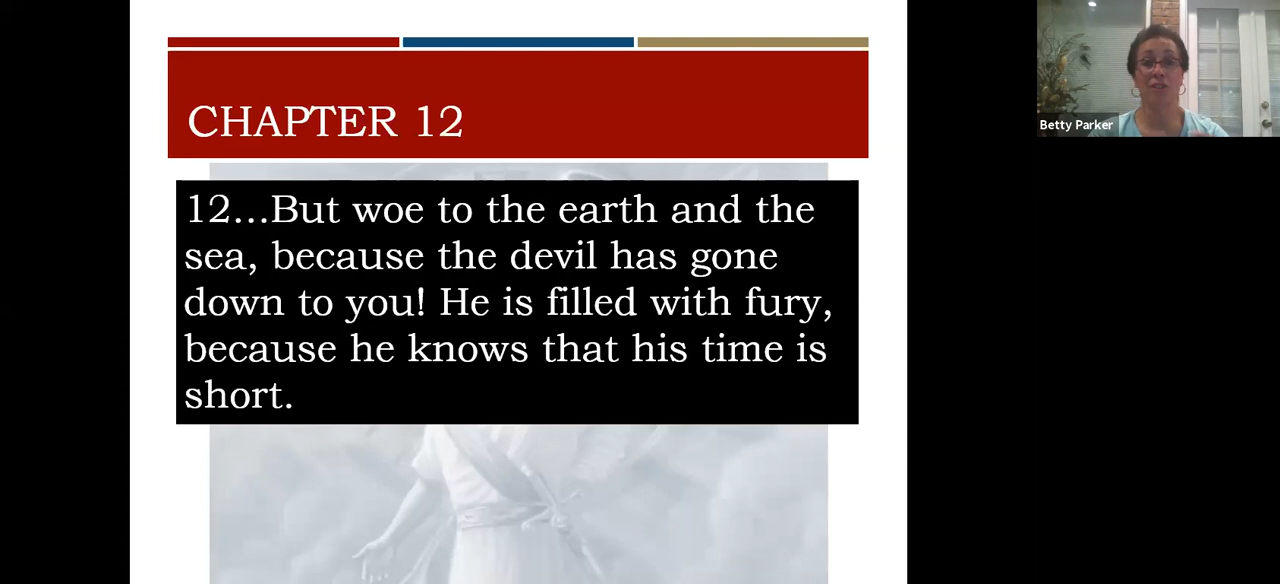 CHAPTER 12
12...But woe to the earth and the
sea, because the devil has gone
down to you! He is filled with fury,
because he knows that his time is
short.
Betty Parker